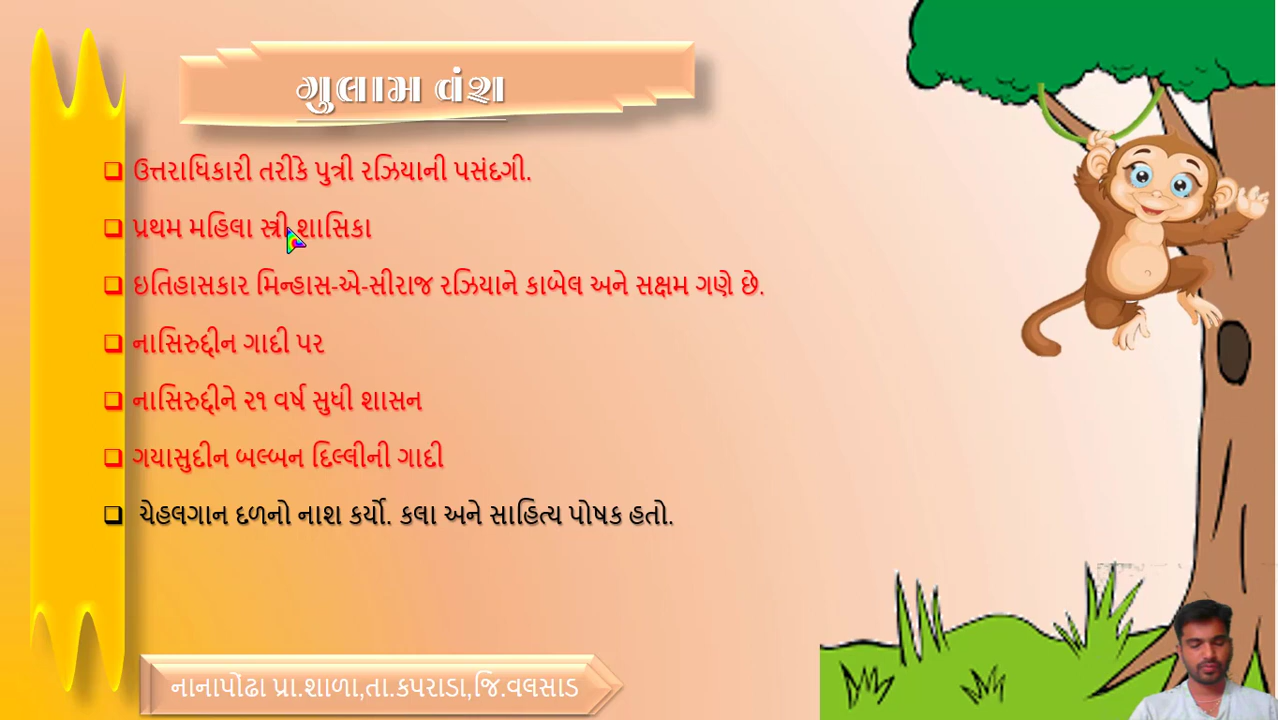 ગુલામ વંશ
ઉત્તરાધિકારી તરીકે પુત્રી રઝિયાની પસંદગી.
પ્રથમ મહિલા સ્ત્રી શાસિકા
ઇતિહાસકાર મિન્હાસ-એ-સીરાજ રઝિયાને કાબેલ અને સક્ષમ ગણે છે.
નાસિરુદ્દીન ગાદી પર
નાસિરુદ્દીને ૨૧ વર્ષ સુધી શાસન
ગયાસુદીન બલ્બન દિલ્લીની ગાદી
ચેહલગાન દળનો નાશ કર્યો. કલા અને સાહિત્ય પોષક હતો.
નાનાપોંઢા પ્રા.શાળા,તા.કપરાડા,જિ.વલસાડ